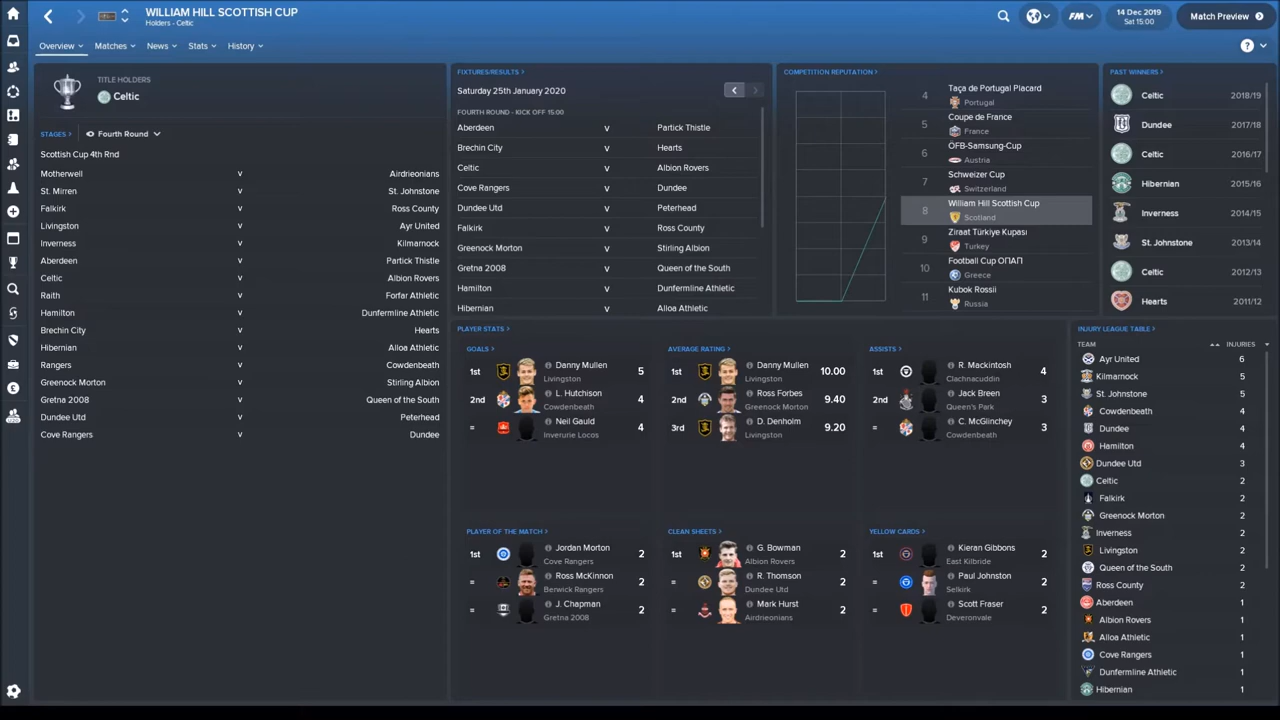 WILLIAM HILL SCOTTISH CUP
Holders - Celtic
FM
14 Dec 2019
Sat 15:00
Match Preview
Overview
Matches
News
Stats
History
?
TITLE HOLDERS
Celtic
STAGES >
Fourth Round
Scottish Cup 4th Rnd
Motherwell v Airdrieonians
St. Mirren v St. Johnstone
Falkirk v Ross County
Livingston v Ayr United
Inverness v Kilmarnock
Aberdeen v Partick Thistle
Celtic v Albion Rovers
Raith v Forfar Athletic
Hamilton v Dunfermline Athletic
Brechin City v Hearts
Hibernian v Alloa Athletic
Rangers v Cowdenbeath
Greenock Morton v Stirling Albion
Gretna 2008 v Queen of the South
Dundee Utd v Peterhead
Cove Rangers v Dundee
FIXTURES/RESULTS >
Saturday 25th January 2020
FOURTH ROUND - KICK OFF 15:00
Aberdeen v Partick Thistle
Brechin City v Hearts
Celtic v Albion Rovers
Cove Rangers v Dundee
Dundee Utd v Peterhead
Falkirk v Ross County
Greenock Morton v Stirling Albion
Gretna 2008 v Queen of the South
Hamilton v Dunfermline Athletic
Hibernian v Alloa Athletic
COMPETITION REPUTATION >
4 Taça de Portugal Placard
Portugal
5 Coupe de France
France
6 ÖFB-Samsung-Cup
Austria
7 Schweizer Cup
Switzerland
8 William Hill Scottish Cup
Scotland
9 Ziraat Türkiye Kupası
Turkey
10 Football Cup ΟΠΑΠ
Greece
11 Kubok Rossii
Russia
PAST WINNERS >
Celtic 2018/19
Dundee 2017/18
Celtic 2016/17
Hibernian 2015/16
Inverness 2014/15
St. Johnstone 2013/14
Celtic 2012/13
Hearts 2011/12
PLAYER STATS >
GOALS >
1st Danny Mullen 5
Livingston
2nd L. Hutchison 4
Cowdenbeath
= Neil Gauld 4
Inverurie Locos
AVERAGE RATING >
1st Danny Mullen 10.00
Livingston
2nd Ross Forbes 9.40
Greenock Morton
3rd D. Denholm 9.20
Livingston
ASSISTS >
1st R. Mackintosh 4
Clachnacuddin
2nd Jack Breen 3
Queen's Park
= C. McGlinchey 3
Cowdenbeath
PLAYER OF THE MATCH >
1st Jordan Morton 2
Cove Rangers
= Ross McKinnon 2
Berwick Rangers
= J. Chapman 2
Gretna 2008
CLEAN SHEETS >
1st G. Bowman 2
Albion Rovers
= R. Thomson 2
Dundee Utd
= Mark Hurst 2
Airdrieonians
YELLOW CARDS >
1st Kieran Gibbons 2
East Kilbride
= Paul Johnston 2
Selkirk
= Scott Fraser 2
Deveronvale
INJURY LEAGUE TABLE >
TEAM INJURIES
Ayr United 6
Kilmarnock 5
St. Johnstone 5
Cowdenbeath 4
Dundee 4
Hamilton 4
Dundee Utd 3
Celtic 2
Falkirk 2
Greenock Morton 2
Inverness 2
Livingston 2
Queen of the South 2
Ross County 2
Aberdeen 1
Albion Rovers 1
Alloa Athletic 1
Cove Rangers 1
Dunfermline Athletic 1
Hibernian 1